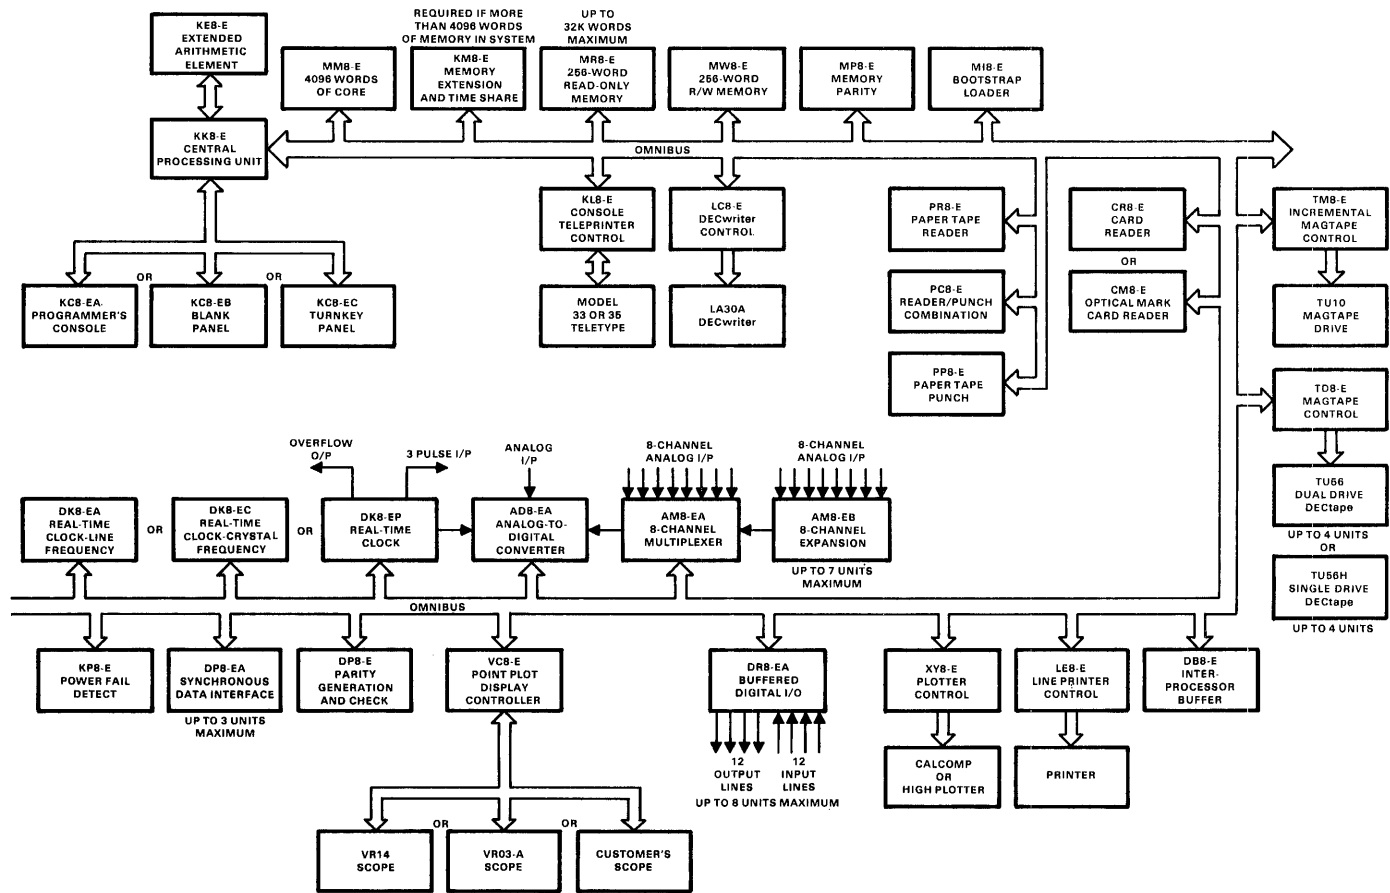 KE8-E
EXTENDED
ARITHMETIC
ELEMENT
REQUIRED IF MORE
THAN 4096 WORDS
OF MEMORY IN SYSTEM
UP TO
32K WORDS
MAXIMUM
MM8-E
4096 WORDS
OF CORE
KM8-E
MEMORY
EXTENSION
AND TIME SHARE
MR8-E
256-WORD
READ-ONLY
MEMORY
MW8-E
256-WORD
R/W MEMORY
MP8-E
MEMORY
PARITY
MI8-E
BOOTSTRAP
LOADER
KK8-E
CENTRAL
PROCESSING UNIT
OMNIBUS
KL8-E
CONSOLE
TELEPRINTER
CONTROL
LC8-E
DECwriter
CONTROL
PR8-E
PAPER TAPE
READER
CR8-E
CARD
READER
TM8-E
INCREMENTAL
MAGTAPE
CONTROL
OR
OR
OR
KC8-EA
PROGRAMMER'S
CONSOLE
KC8-EB
BLANK
PANEL
KC8-EC
TURNKEY
PANEL
MODEL
33 OR 35
TELETYPE
LA30A
DECwriter
PC8-E
READER/PUNCH
COMBINATION
CM8-E
OPTICAL MARK
CARD READER
TU10
MAGTAPE
DRIVE
PP8-E
PAPER TAPE
PUNCH
TD8-E
MAGTAPE
CONTROL
OVERFLOW
O/P
3 PULSE I/P
ANALOG
I/P
8-CHANNEL
ANALOG I/P
8-CHANNEL
ANALOG I/P
DK8-EA
REAL-TIME
CLOCK-LINE
FREQUENCY
OR
DK8-EC
REAL-TIME
CLOCK-CRYSTAL
FREQUENCY
OR
DK8-EP
REAL-TIME
CLOCK
AD8-EA
ANALOG-TO-
DIGITAL
CONVERTER
AM8-EA
8-CHANNEL
MULTIPLEXER
AM8-EB
8-CHANNEL
EXPANSION
UP TO 7 UNITS
MAXIMUM
TU56
DUAL DRIVE
DECtape
UP TO 4 UNITS
OR
TU56H
SINGLE DRIVE
DECtape
UP TO 4 UNITS
OMNIBUS
KP8-E
POWER FAIL
DETECT
DP8-EA
SYNCHRONOUS
DATA INTERFACE
UP TO 3 UNITS
MAXIMUM
DP8-E
PARITY
GENERATION
AND CHECK
VC8-E
POINT PLOT
DISPLAY
CONTROLLER
DR8-EA
BUFFERED
DIGITAL I/O
XY8-E
PLOTTER
CONTROL
LE8-E
LINE PRINTER
CONTROL
DB8-E
INTER-
PROCESSOR
BUFFER
12
OUTPUT
LINES
12
INPUT
LINES
UP TO 8 UNITS MAXIMUM
CALCOMP
OR
HIGH PLOTTER
PRINTER
VR14
SCOPE
OR
VR03-A
SCOPE
OR
CUSTOMER'S
SCOPE